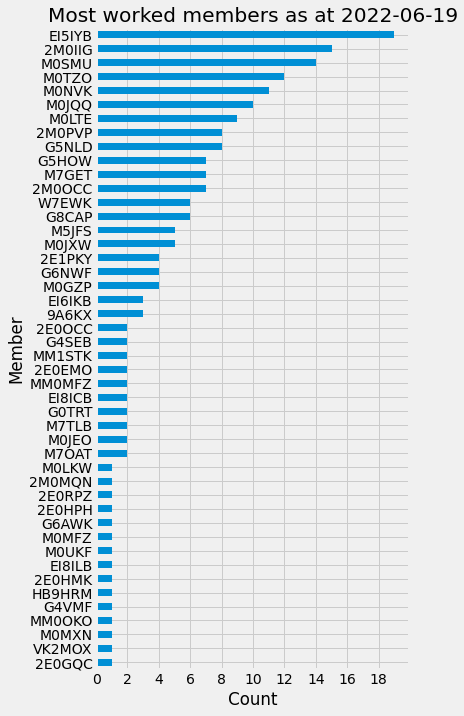 Most worked members as at 2022-06-19
EI5IYB
2M0IIG
M0SMU
M0TZO
M0NVK
M0JQQ
M0LTE
2M0PVP
G5NLD
G5HOW
M7GET
2M0OCC
W7EWK
G8CAP
M5JFS
M0JXW
2E1PKY
G6NWF
M0GZP
EI6IKB
9A6KX
2E0OCC
G4SEB
MM1STK
2E0EMO
MM0MFZ
EI8ICB
G0TRT
M7TLB
M0JEO
M7OAT
M0LKW
2M0MQN
2E0RPZ
2E0HPH
G6AWK
M0MFZ
M0UKF
EI8ILB
2E0HMK
HB9HRM
G4VMF
MM0OKO
M0MXN
VK2MOX
2E0GQC
Member
0 2 4 6 8 10 12 14 16 18
Count